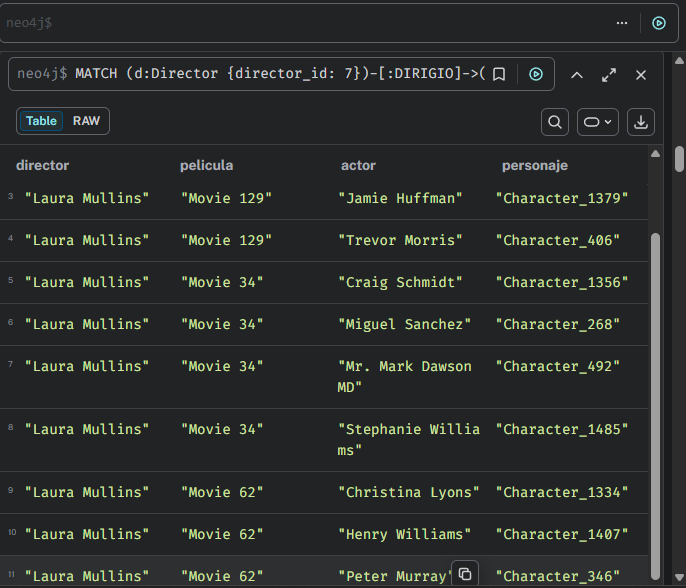 neo4j$
neo4j$ MATCH (d:Director {director_id: 7})-[:DIRIGIO]->(
Table RAW
director pelicula actor personaje
3 "Laura Mullins" "Movie 129" "Jamie Huffman" "Character_1379"
4 "Laura Mullins" "Movie 129" "Trevor Morris" "Character_406"
5 "Laura Mullins" "Movie 34" "Craig Schmidt" "Character_1356"
6 "Laura Mullins" "Movie 34" "Miguel Sanchez" "Character_268"
7 "Laura Mullins" "Movie 34" "Mr. Mark Dawson "Character_492"
MD"
8 "Laura Mullins" "Movie 34" "Stephanie Willia "Character_1485"
ms"
9 "Laura Mullins" "Movie 62" "Christina Lyons" "Character_1334"
10 "Laura Mullins" "Movie 62" "Henry Williams" "Character_1407"
11 "Laura Mullins" "Movie 62" "Peter Murray" "Character_346"